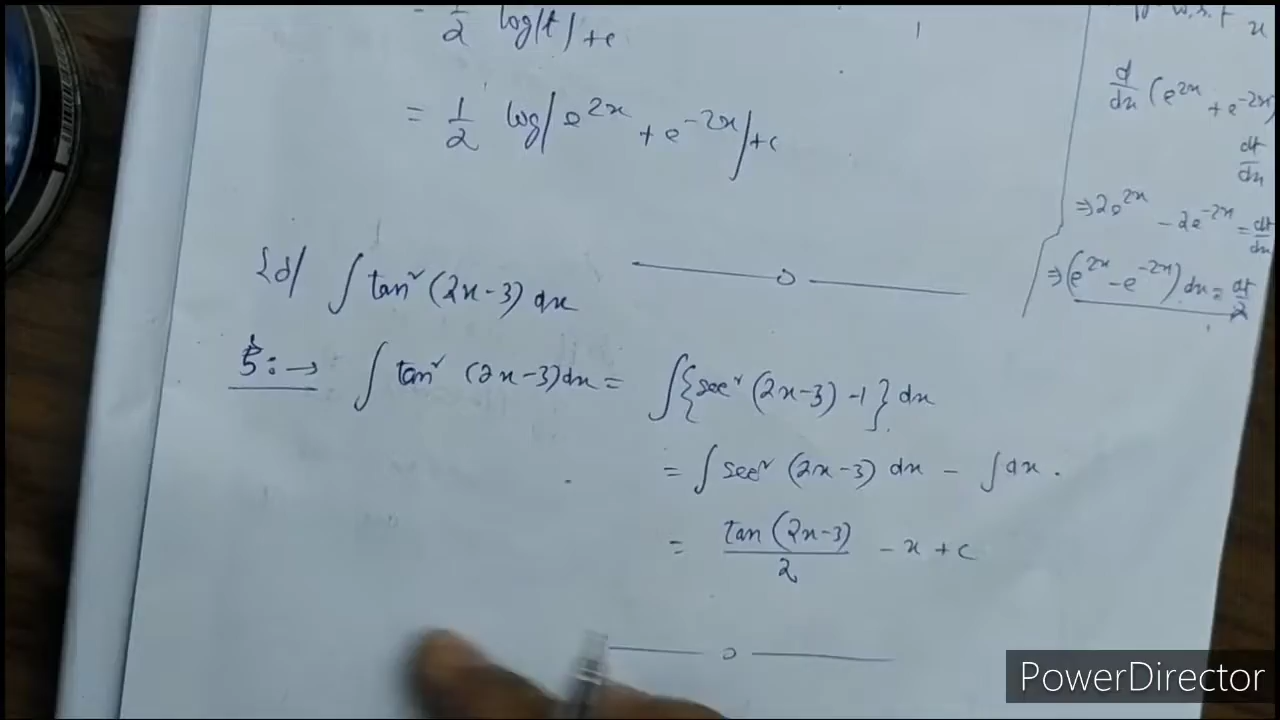 = 1/2 log|t| + c
= 1/2 log|e^2x + e^-2x| + c
20/ ∫ tan² (2x-3) dx
S:→ ∫ tan² (2x-3) dx = ∫{sec² (2x-3) -1} dx
= ∫ sec² (2x-3) dx - ∫ dx.
= tan (2x-3)/2 - x + c
w.r.t x
d/dx (e^2x + e^-2x)
dt/dx
⇒ 2e^2x - 2e^-2x = dt/dx
⇒ (e^2x - e^-2x) dx = dt/2
PowerDirector